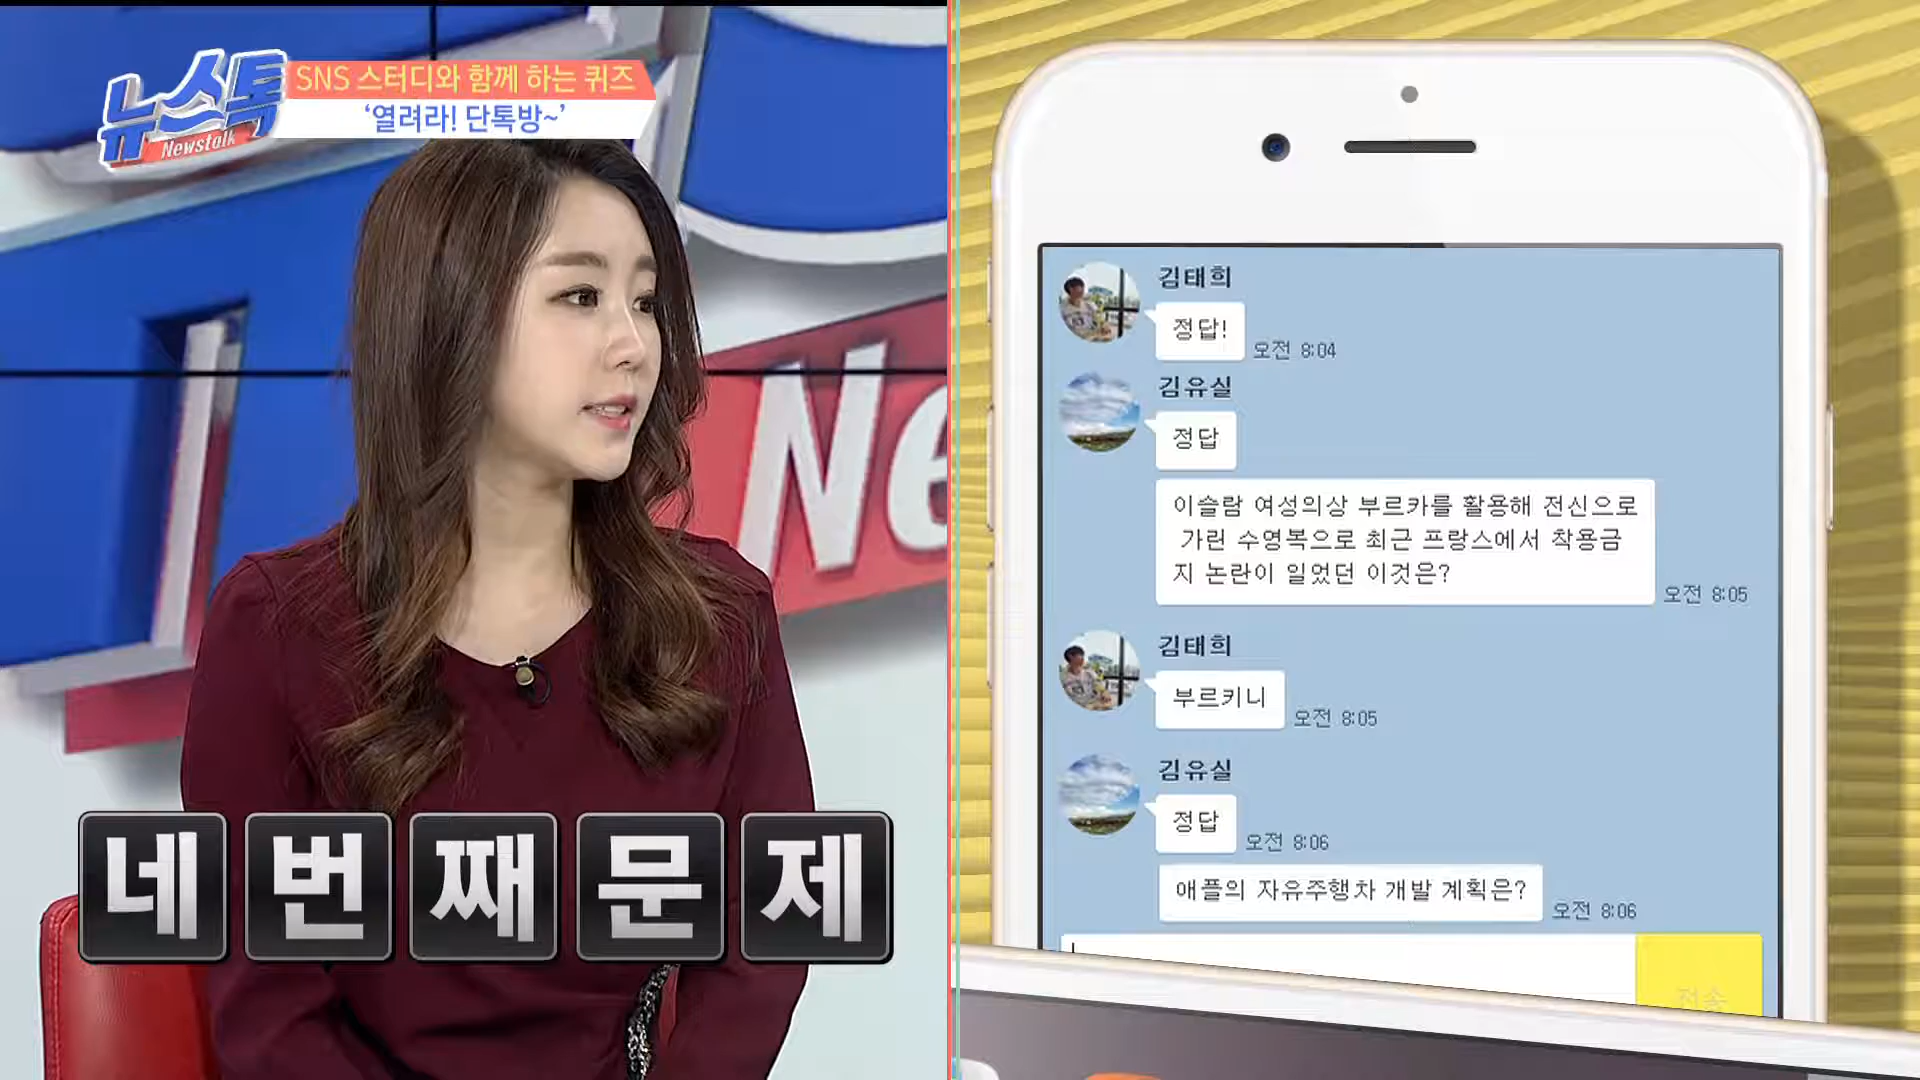 뉴스톡
Newstalk
SNS 스터디와 함께 하는 퀴즈
‘열려라! 단톡방~’
Ne
네번째문제
김태희
정답!
오전 8:04
김유실
정답
이슬람 여성의상 부르카를 활용해 전신으로
가린 수영복으로 최근 프랑스에서 착용금
지 논란이 일었던 이것은?
오전 8:05
김태희
부르키니
오전 8:05
김유실
정답
오전 8:06
애플의 자유주행차 개발 계획은?
오전 8:06
전송